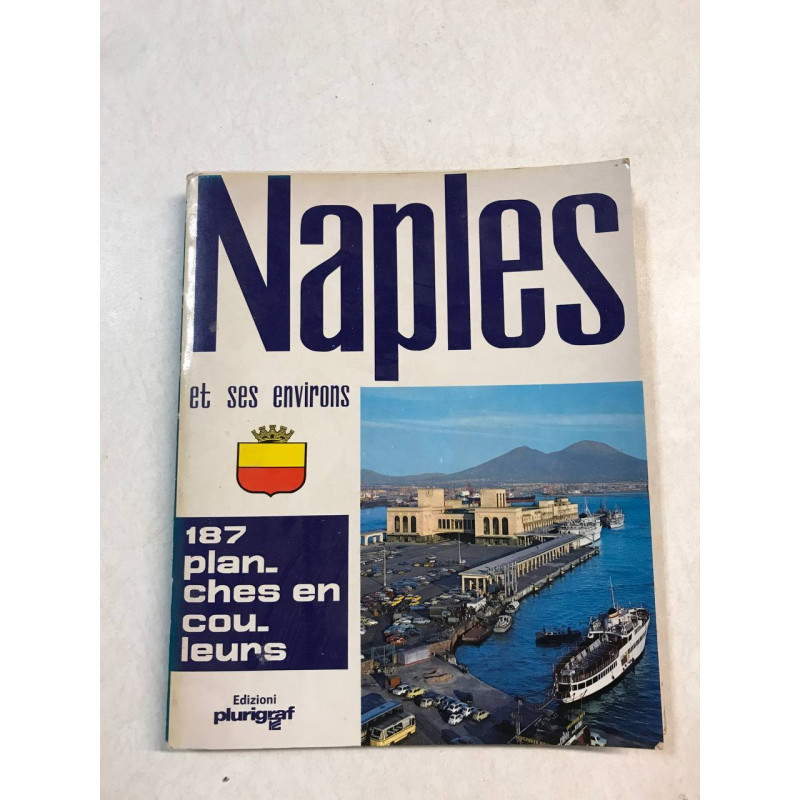 Naples
et ses environs
187
plan-
ches en
cou-
leurs
Edizioni
plurigraf